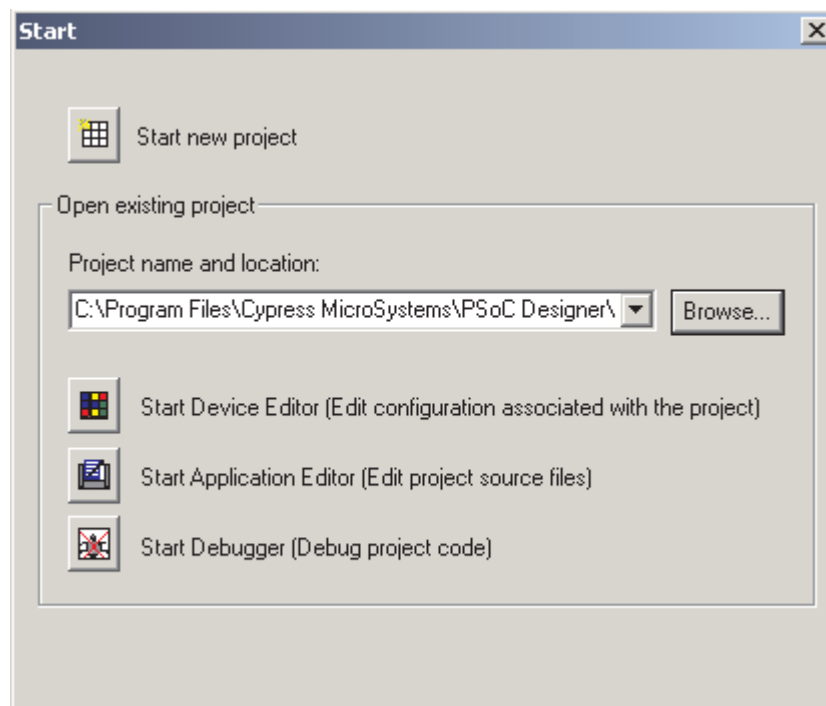 Start
Start new project
Open existing project
Project name and location:
C:\Program Files\Cypress MicroSystems\PSoC Designer\
Browse...
Start Device Editor (Edit configuration associated with the project)
Start Application Editor (Edit project source files)
Start Debugger (Debug project code)